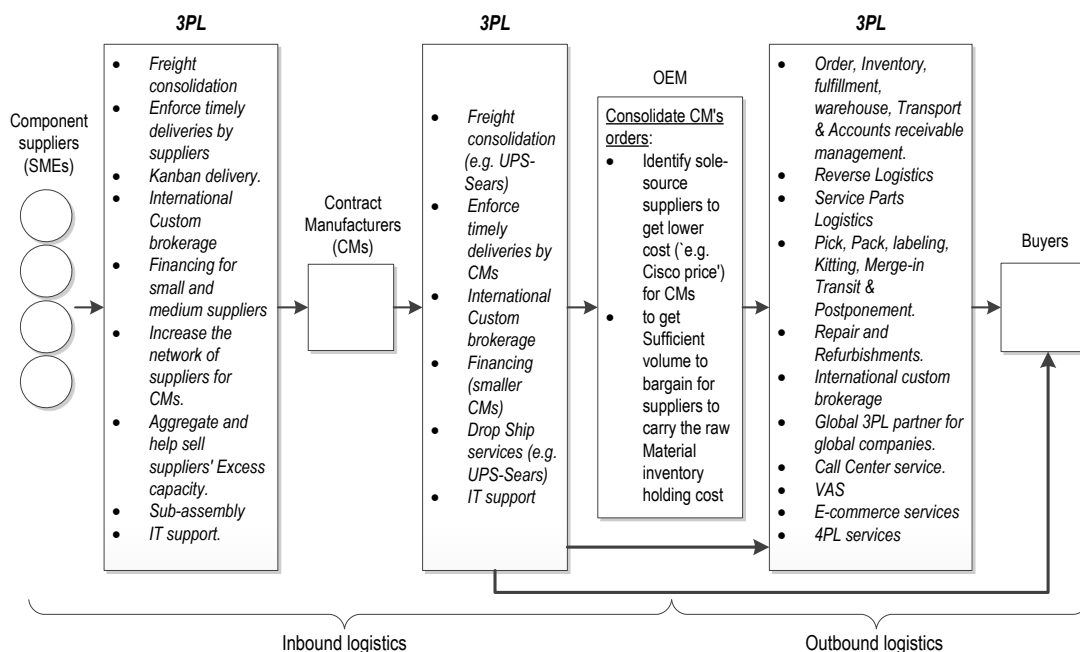 3PL
3PL
3PL
OEM
Component
suppliers
(SMEs)
• Freight
consolidation
• Enforce timely
deliveries by
suppliers
• Kanban delivery.
• International
Custom
brokerage
• Financing for
small and
medium suppliers
• Increase the
network of
suppliers for
CMs.
• Aggregate and
help sell
suppliers' Excess
capacity.
• Sub-assembly
• IT support.
Contract
Manufacturers
(CMs)
• Freight
consolidation
(e.g. UPS-
Sears)
• Enforce
timely
deliveries by
CMs
• International
Custom
brokerage
• Financing
(smaller
CMs)
• Drop Ship
services (e.g.
UPS-Sears)
• IT support
Consolidate CM's
orders:
• Identify sole-
source
suppliers to
get lower
cost (`e.g.
Cisco price')
for CMs
• to get
Sufficient
volume to
bargain for
suppliers to
carry the raw
Material
inventory
holding cost
• Order, Inventory,
fulfillment,
warehouse, Transport
& Accounts receivable
management.
• Reverse Logistics
• Service Parts
Logistics
• Pick, Pack, labeling,
Kitting, Merge-in
Transit &
Postponement.
• Repair and
Refurbishments.
• International custom
brokerage
• Global 3PL partner for
global companies.
• Call Center service.
• VAS
• E-commerce services
• 4PL services
Buyers
Inbound logistics
Outbound logistics